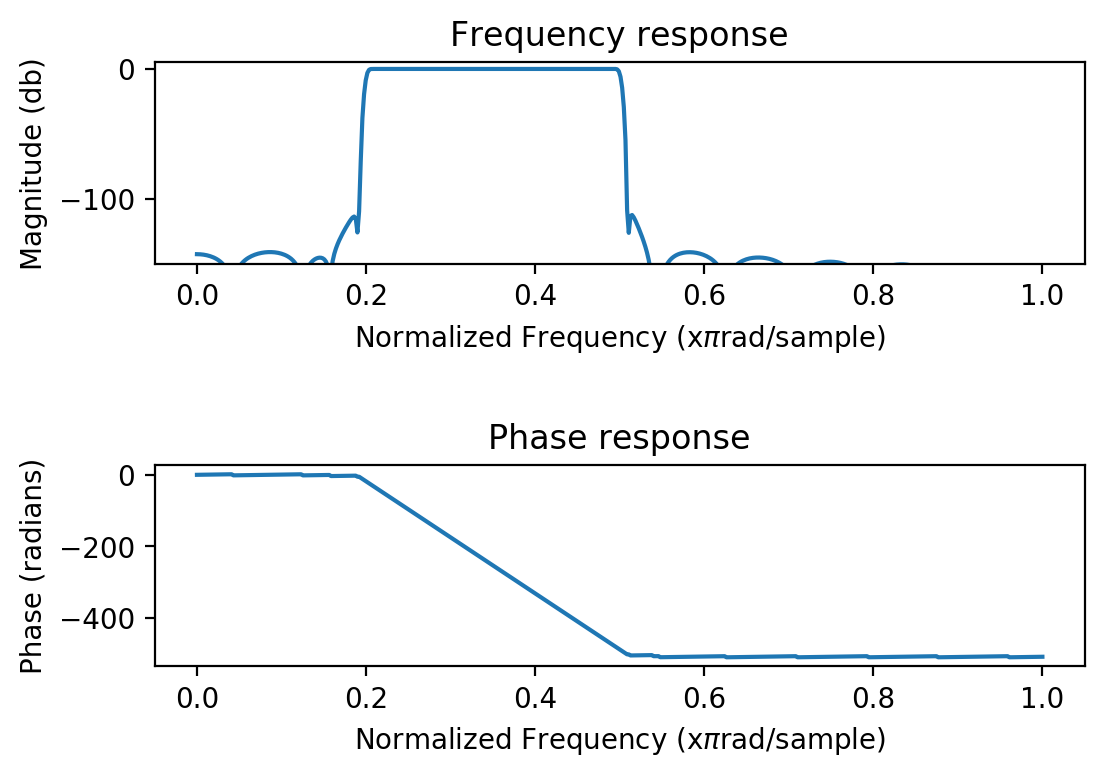 Frequency response
Magnitude (db)
0
−100
0.0 0.2 0.4 0.6 0.8 1.0
Normalized Frequency (xπrad/sample)
Phase response
Phase (radians)
0
−200
−400
0.0 0.2 0.4 0.6 0.8 1.0
Normalized Frequency (xπrad/sample)